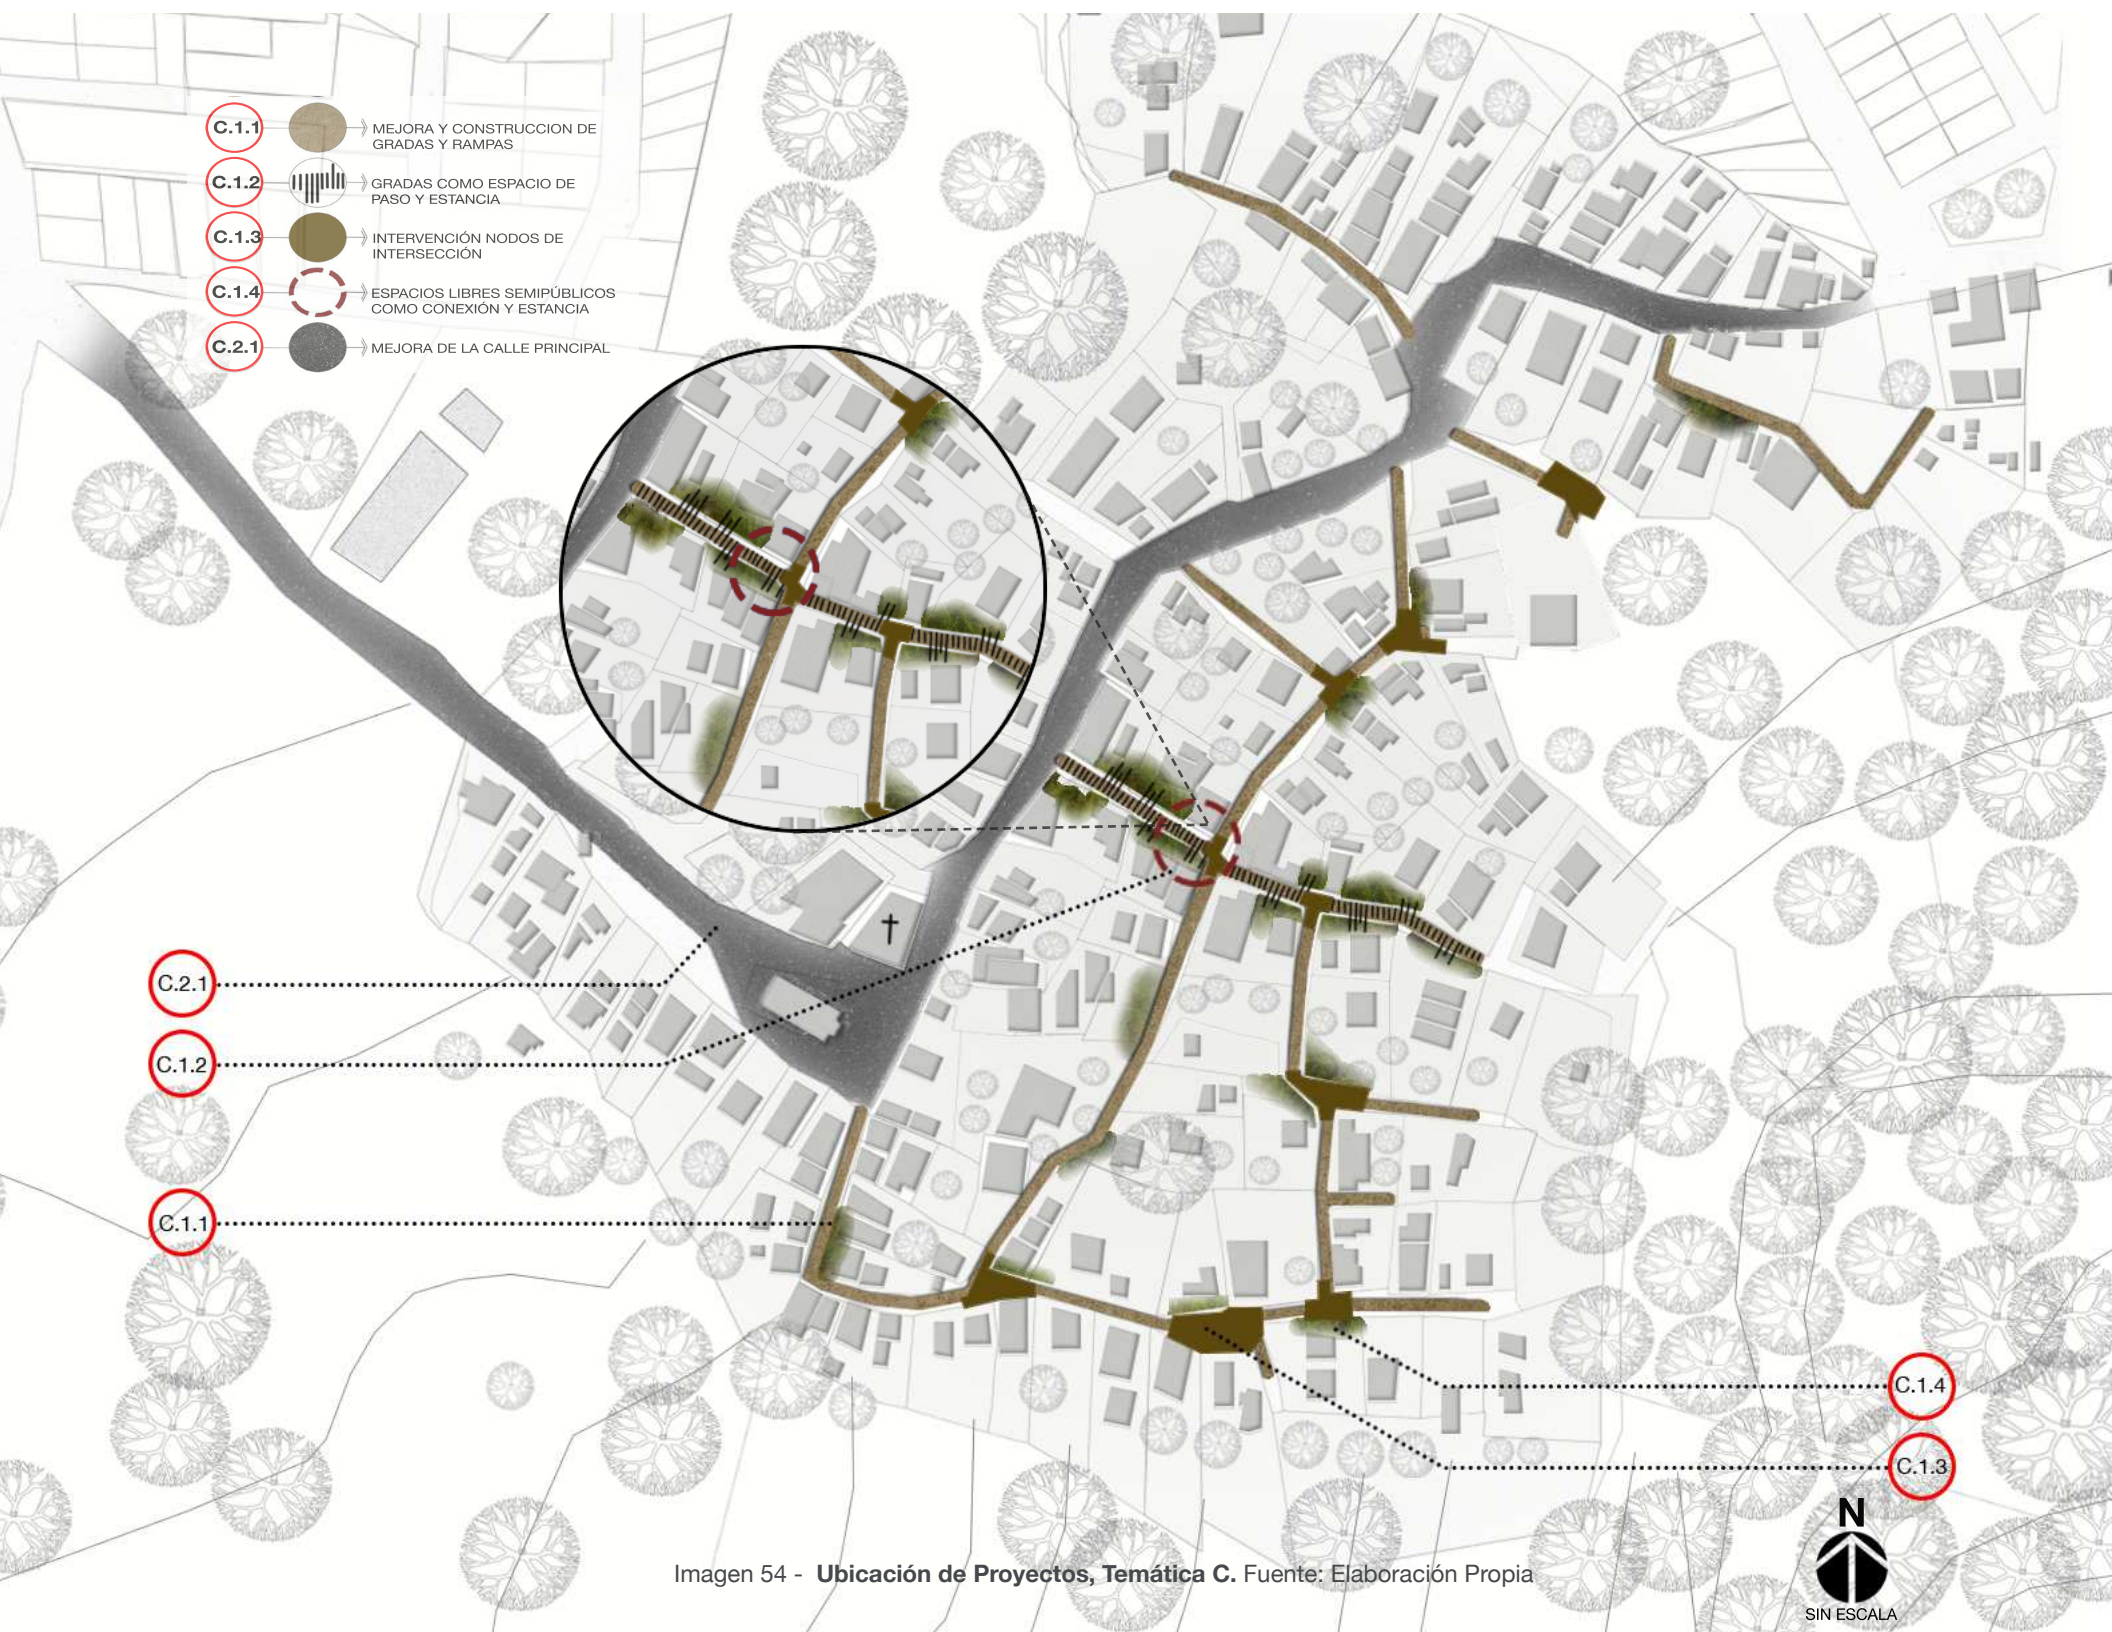 C.1.1 MEJORA Y CONSTRUCCION DE
GRADAS Y RAMPAS
C.1.2 GRADAS COMO ESPACIO DE
PASO Y ESTANCIA
C.1.3 INTERVENCIÓN NODOS DE
INTERSECCIÓN
C.1.4 ESPACIOS LIBRES SEMIPÚBLICOS
COMO CONEXIÓN Y ESTANCIA
C.2.1 MEJORA DE LA CALLE PRINCIPAL
C.2.1
C.1.2
C.1.1
C.1.4
C.1.3
N
SIN ESCALA
Imagen 54 - Ubicación de Proyectos, Temática C. Fuente: Elaboración Propia